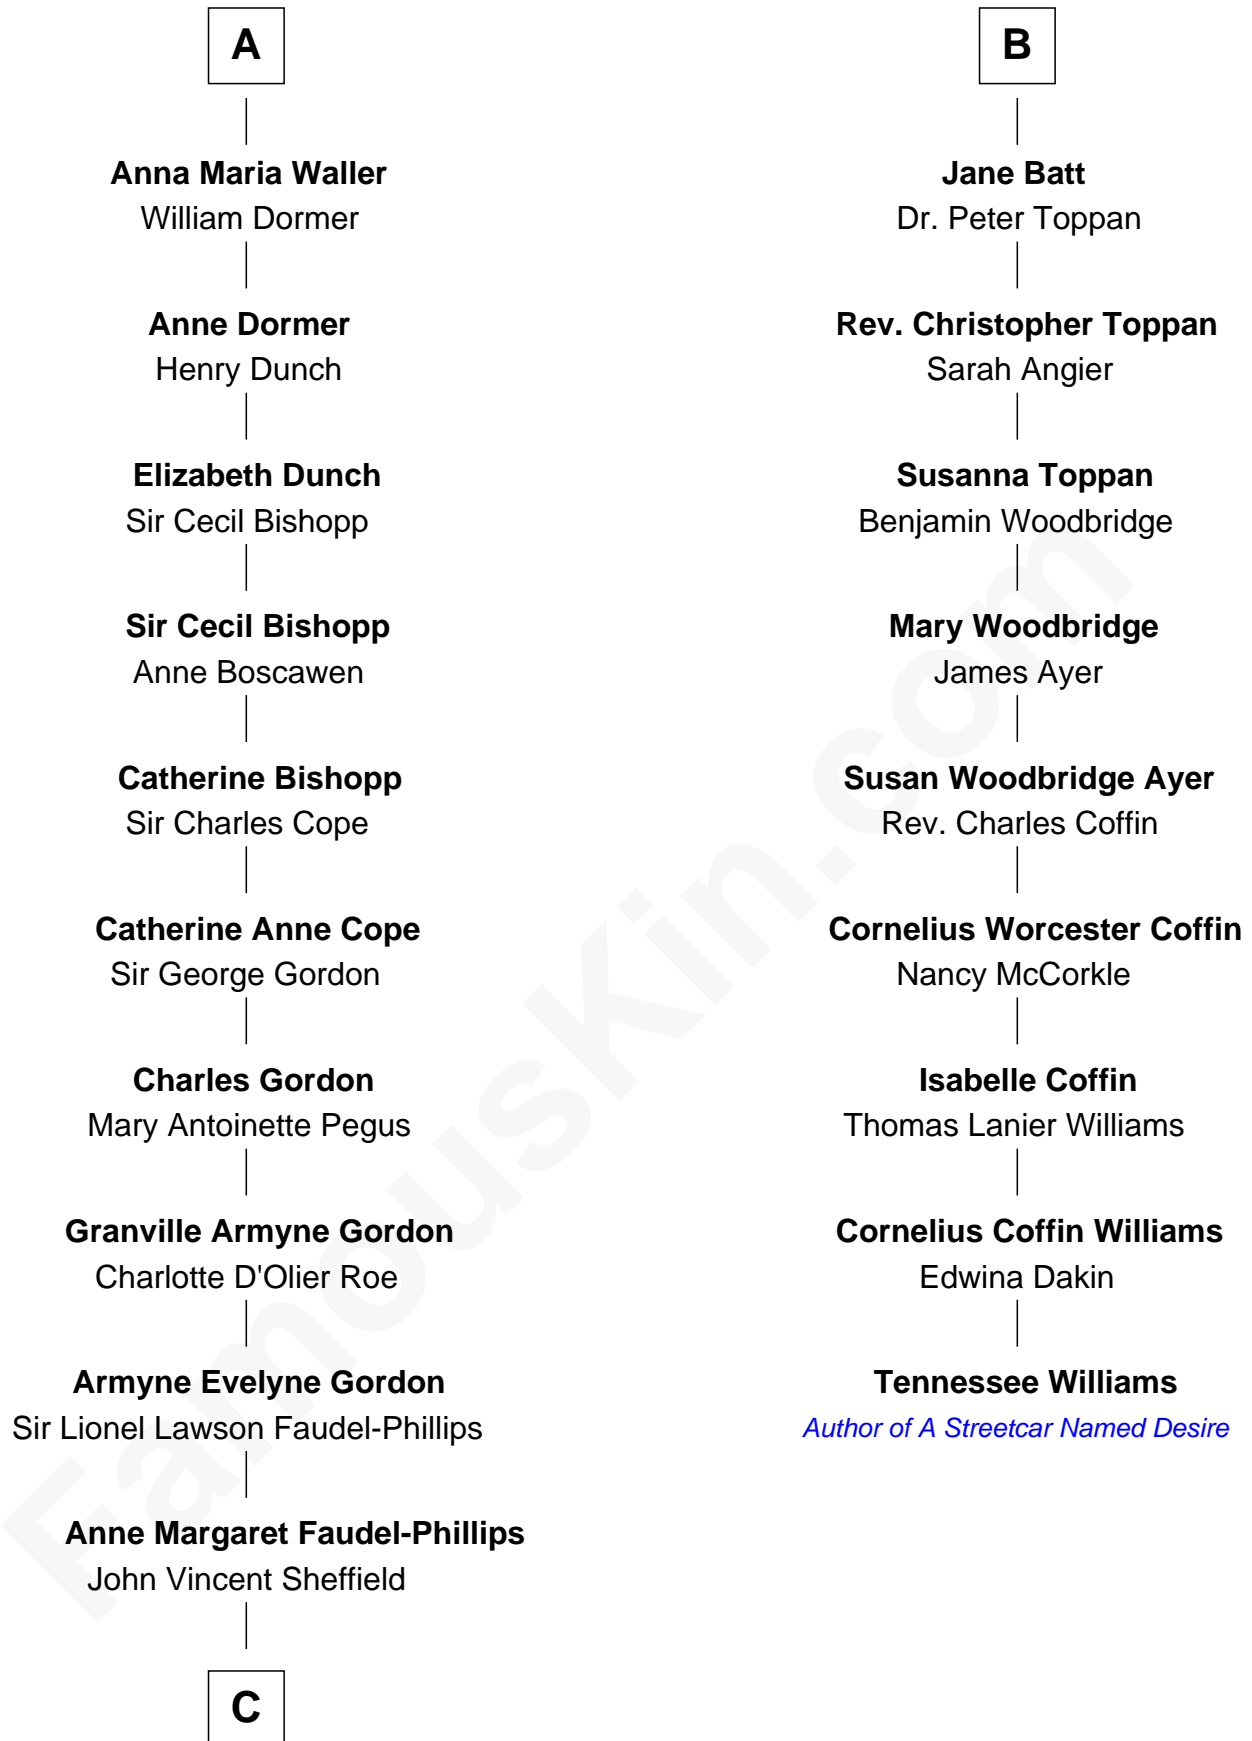 A
Anna Maria Waller
William Dormer
Anne Dormer
Henry Dunch
Elizabeth Dunch
Sir Cecil Bishopp
Sir Cecil Bishopp
Anne Boscawen
Catherine Bishopp
Sir Charles Cope
Catherine Anne Cope
Sir George Gordon
Charles Gordon
Mary Antoinette Pegus
Granville Armyne Gordon
Charlotte D'Olier Roe
Armyne Evelyne Gordon
Sir Lionel Lawson Faudel-Phillips
Anne Margaret Faudel-Phillips
John Vincent Sheffield
C
B
Jane Batt
Dr. Peter Toppan
Rev. Christopher Toppan
Sarah Angier
Susanna Toppan
Benjamin Woodbridge
Mary Woodbridge
James Ayer
Susan Woodbridge Ayer
Rev. Charles Coffin
Cornelius Worcester Coffin
Nancy McCorkle
Isabelle Coffin
Thomas Lanier Williams
Cornelius Coffin Williams
Edwina Dakin
Tennessee Williams
Author of A Streetcar Named Desire
FamousKin.com